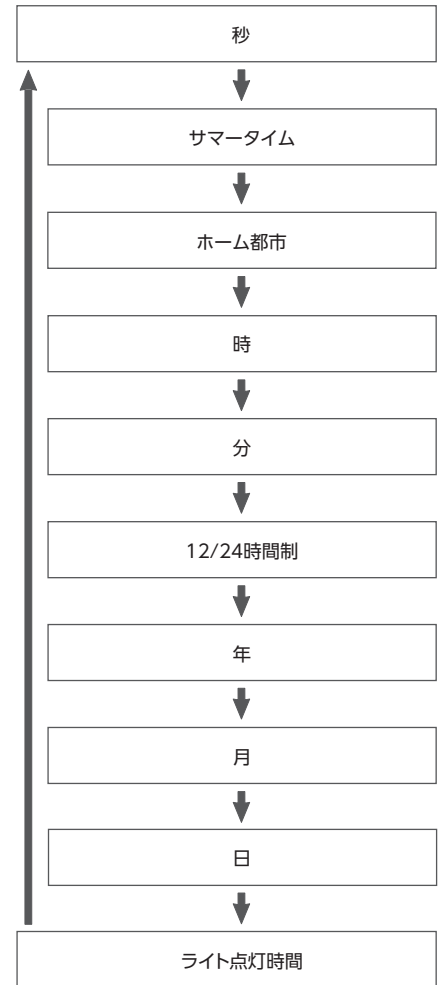 秒
サマータイム
ホーム都市
時
分
12/24時間制
年
月
日
ライト点灯時間